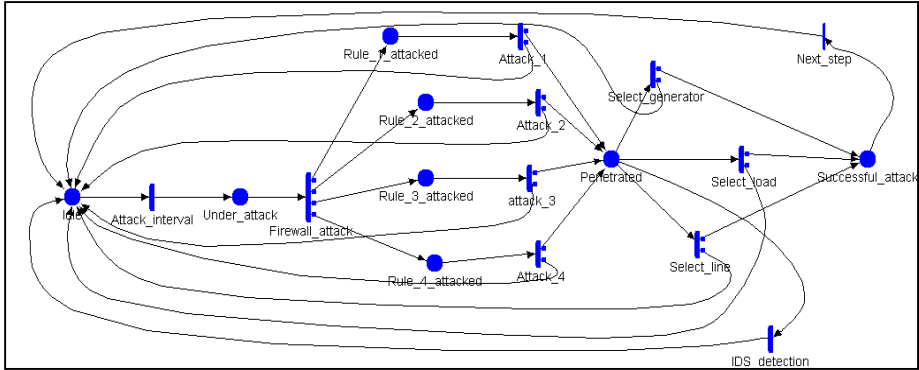 Rule_1_attacked
Attack_1
Next_step
Select_generator
Rule_2_attacked
Attack_2
Rule_3_attacked
attack_3
Penetrated
Select_load
Successful_attack
Idle
Attack_interval
Under_attack
Firewall_attack
Rule_4_attacked
Attack_4
Select_line
IDS_detection